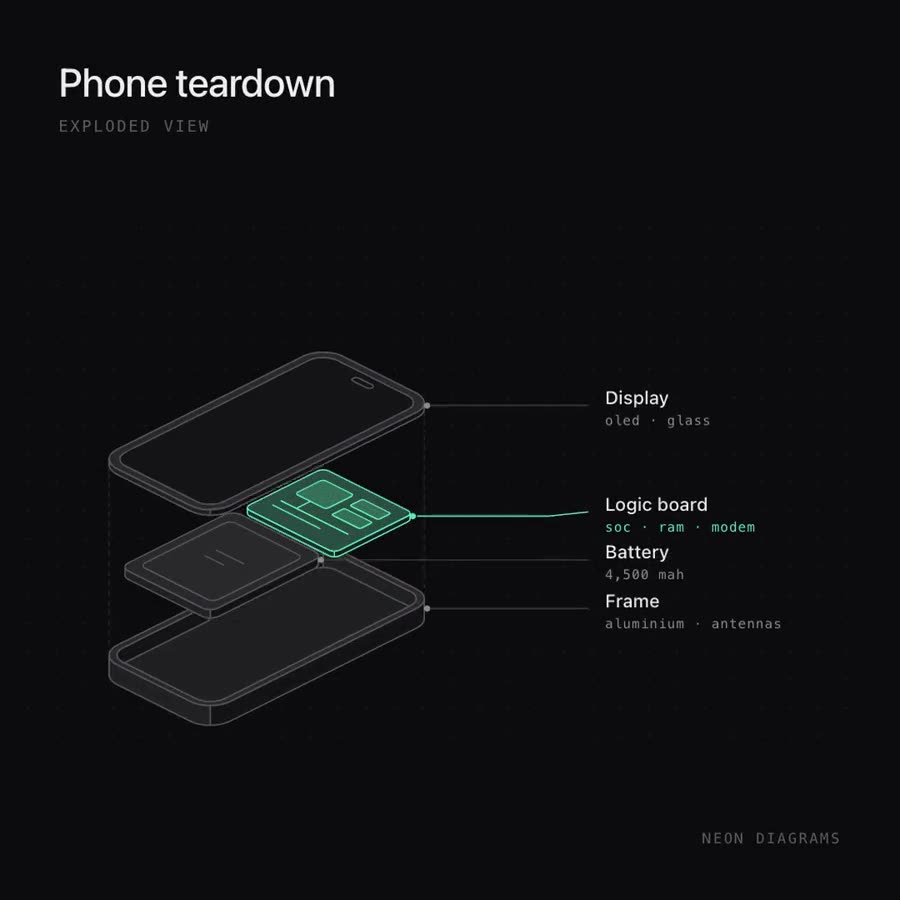 Phone teardown
EXPLODED VIEW
Display
oled · glass
Logic board
soc · ram · modem
Battery
4,500 mah
Frame
aluminium · antennas
NEON DIAGRAMS